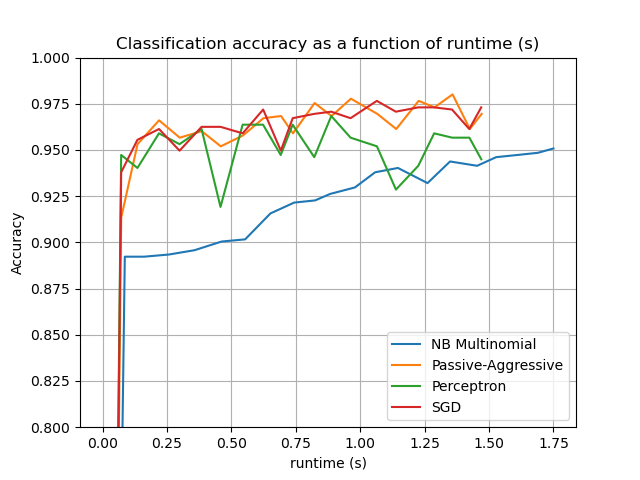 Classification accuracy as a function of runtime (s)
1.000
0.975
0.950
0.925
0.900
0.875
0.850
0.825
0.800
Accuracy
NB Multinomial
Passive-Aggressive
Perceptron
SGD
0.00 0.25 0.50 0.75 1.00 1.25 1.50 1.75
runtime (s)